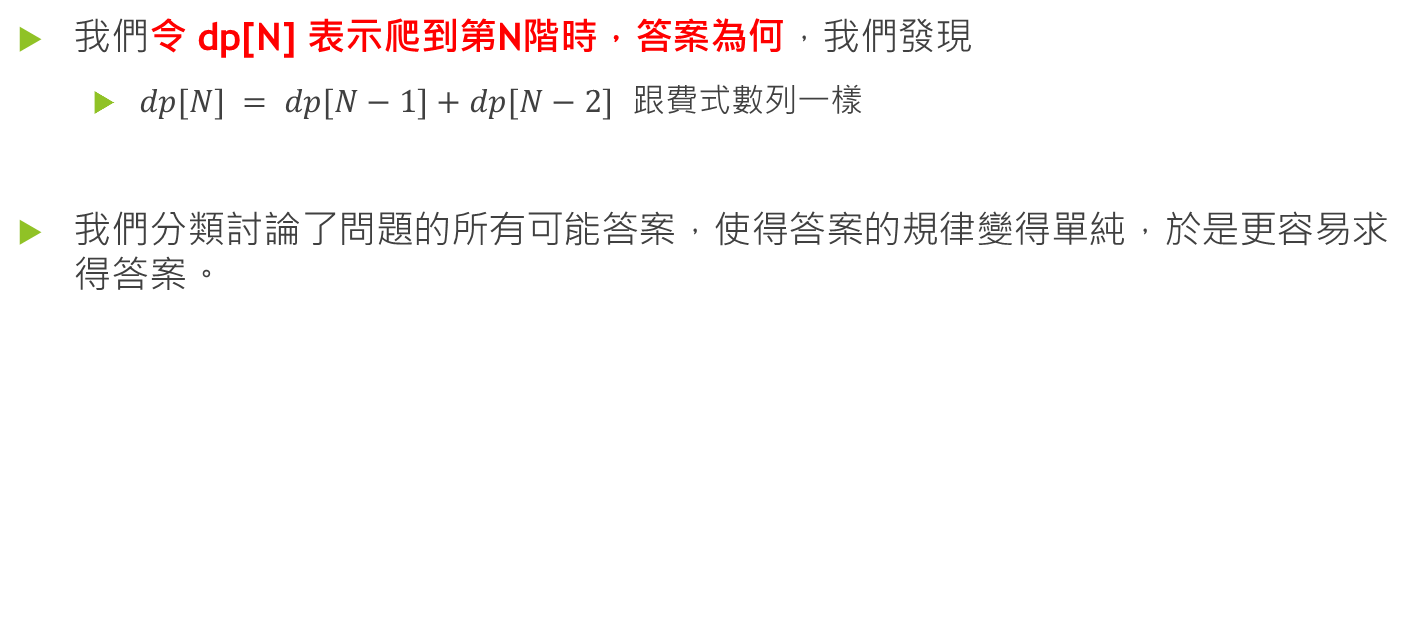 我們令 dp[N] 表示爬到第N階時，答案為何，我們發現
𝑑𝑝[𝑁] = 𝑑𝑝[𝑁 − 1] + 𝑑𝑝[𝑁 − 2] 跟費式數列一樣
我們分類討論了問題的所有可能答案，使得答案的規律變得單純，於是更容易求
得答案。